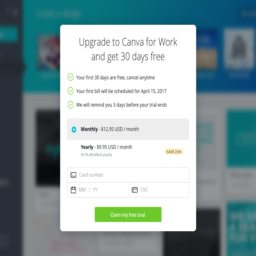 Upgrade to Canva for Work
and get 30 days free
Your first 30 days are free, cancel anytime
Your first bill will be scheduled for April 15, 2017
We will remind you 3 days before your trial ends
Monthly - $12.95 USD / month
Yearly - $9.95 USD / month
SAVE 23%
Card number
MM / YY
CVC
Claim my free trial